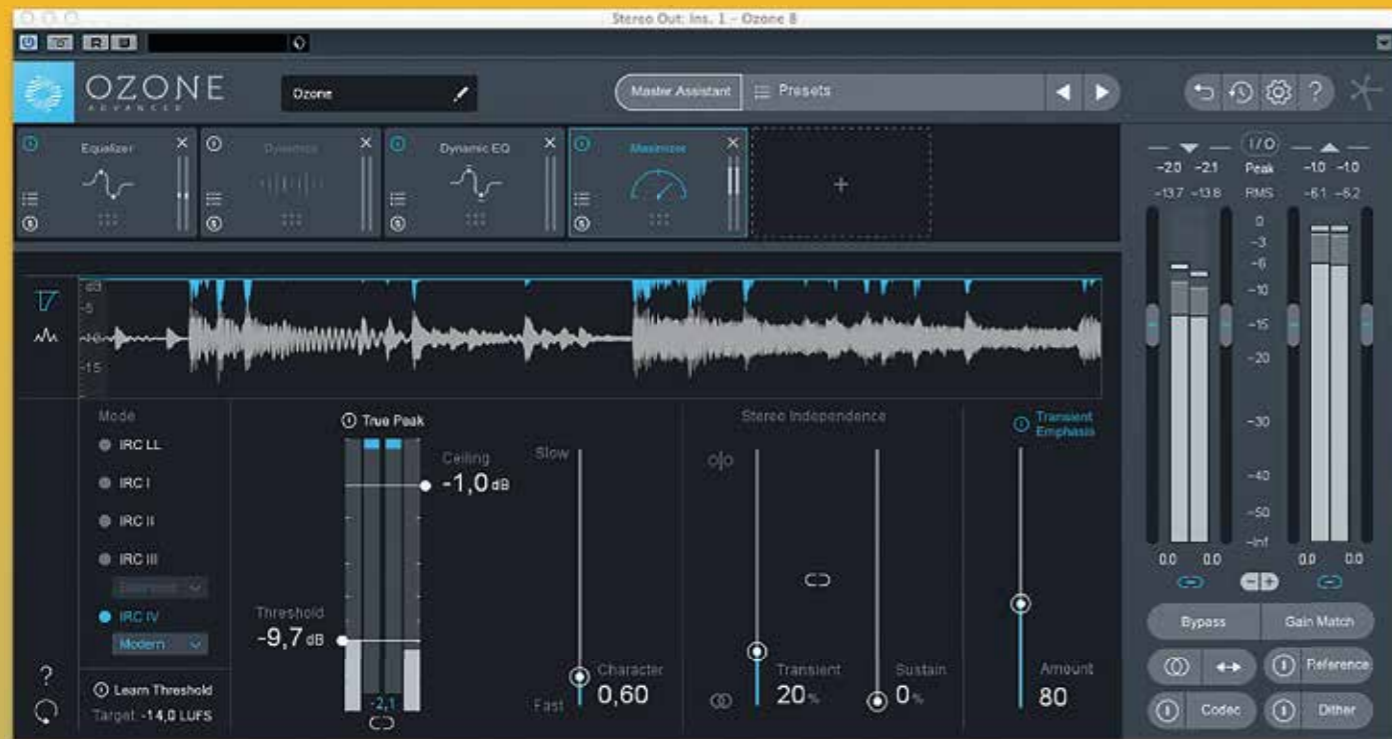 Stereo Out: Ins. 1 - Ozone 8
R
OZONE
ADVANCED
Ozone
Master Assistant
Presets
?
I/O
Equalizer
Dynamics
Dynamic EQ
Maximizer
S S S S
+
-2.0 -2.1 Peak -1.0 -1.0
-13.7 -13.8 RMS -6.1 -6.2
0
-3
-6
-10
-15
-20
-30
-40
-50
-Inf
0.0 0.0 0.0 0.0
dB
-5
-10
-15
Mode
IRC LL
IRC I
IRC II
IRC III
IRC IV
Modern
Learn Threshold
Target -14,0 LUFS
True Peak
Ceiling
-1,0 dB
Threshold
-9,7 dB
-2,1
Slow
Fast
Character
0,60
Stereo Independence
Transient
20 %
Sustain
0 %
Transient
Emphasis
Amount
80
Bypass
Gain Match
Reference
Codec
Dither
?